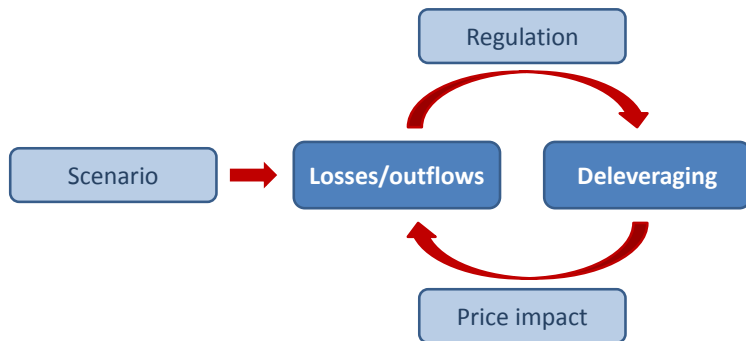 Regulation
Scenario
Losses/outflows
Deleveraging
Price impact